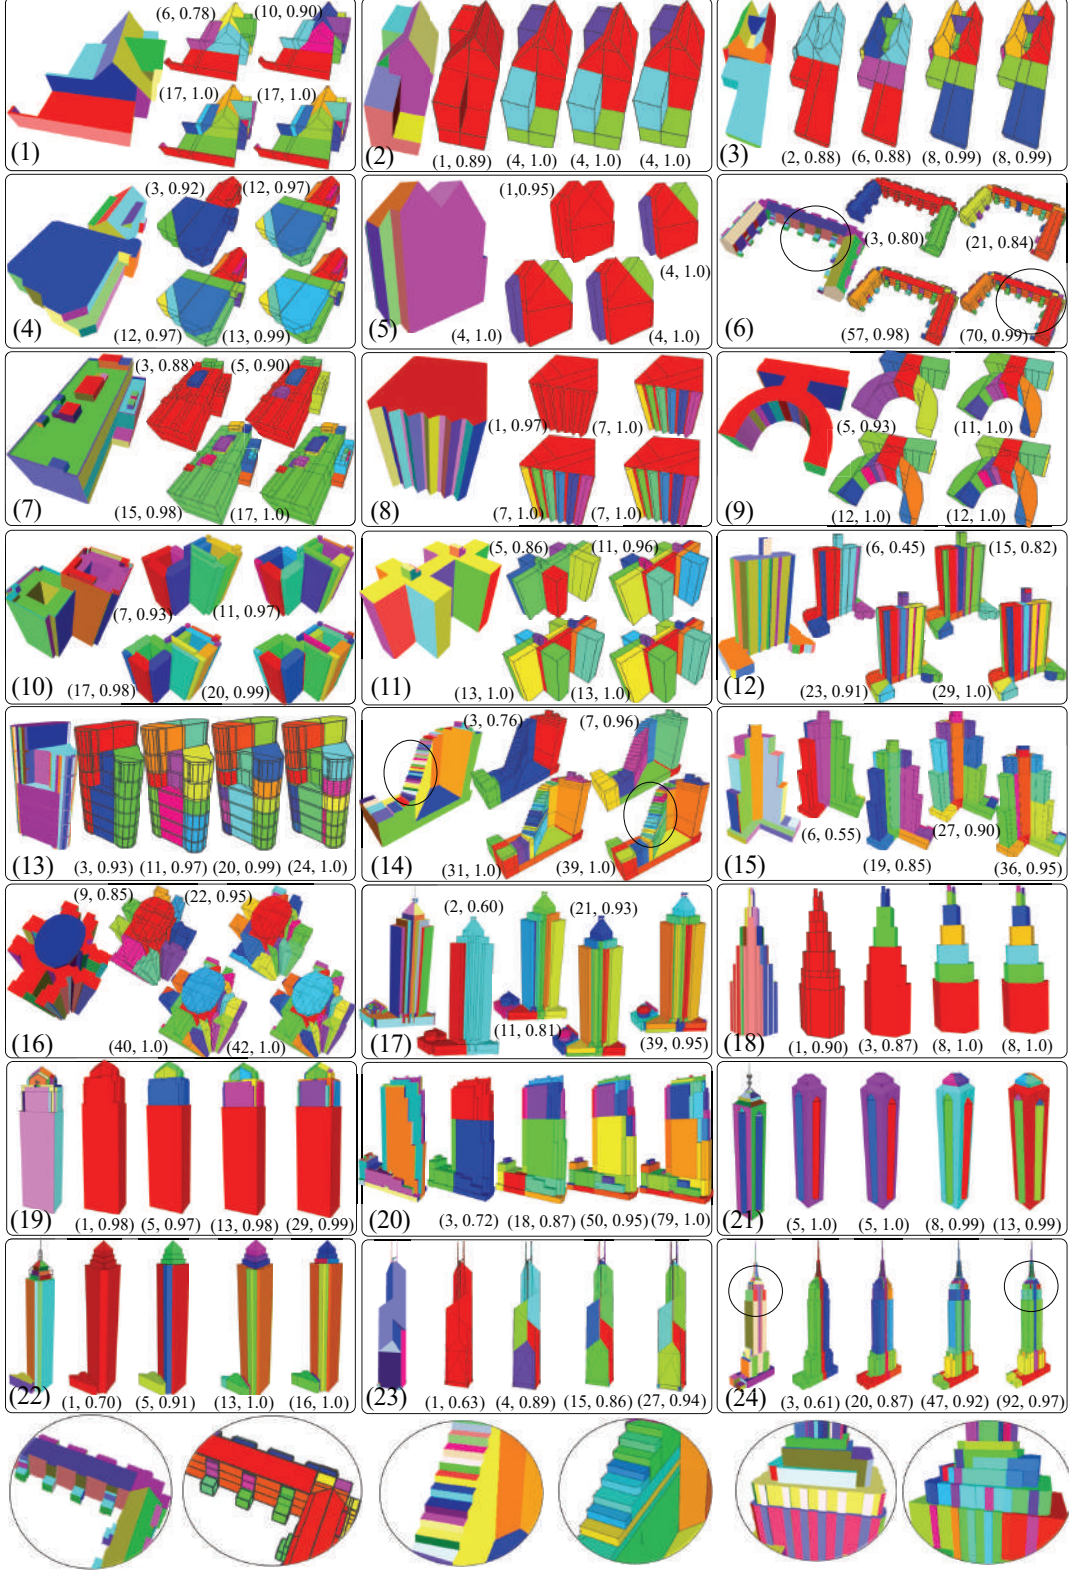 (6, 0.78) (10, 0.90)
(17, 1.0) (17, 1.0)
(1)
(1, 0.89) (4, 1.0) (4, 1.0) (4, 1.0)
(2)
(2, 0.88) (6, 0.88) (8, 0.99) (8, 0.99)
(3)
(3, 0.92) (12, 0.97)
(12, 0.97) (13, 0.99)
(4)
(1,0.95)
(4, 1.0)
(4, 1.0) (4, 1.0)
(5)
(3, 0.80) (21, 0.84)
(57, 0.98) (70, 0.99)
(6)
(3, 0.88) (5, 0.90)
(15, 0.98) (17, 1.0)
(7)
(1, 0.97) (7, 1.0)
(7, 1.0) (7, 1.0)
(8)
(5, 0.93) (11, 1.0)
(12, 1.0) (12, 1.0)
(9)
(7, 0.93) (11, 0.97)
(17, 0.98) (20, 0.99)
(10)
(5, 0.86) (11, 0.96)
(13, 1.0) (13, 1.0)
(11)
(6, 0.45) (15, 0.82)
(23, 0.91) (29, 1.0)
(12)
(3, 0.93) (11, 0.97) (20, 0.99) (24, 1.0)
(13)
(3, 0.76) (7, 0.96)
(31, 1.0) (39, 1.0)
(14)
(6, 0.55) (27, 0.90)
(19, 0.85) (36, 0.95)
(15)
(9, 0.85) (22, 0.95)
(40, 1.0) (42, 1.0)
(16)
(2, 0.60) (21, 0.93)
(11, 0.81) (39, 0.95)
(17)
(1, 0.90) (3, 0.87) (8, 1.0) (8, 1.0)
(18)
(1, 0.98) (5, 0.97) (13, 0.98) (29, 0.99)
(19)
(3, 0.72) (18, 0.87) (50, 0.95) (79, 1.0)
(20)
(5, 1.0) (5, 1.0) (8, 0.99) (13, 0.99)
(21)
(1, 0.70) (5, 0.91) (13, 1.0) (16, 1.0)
(22)
(1, 0.63) (4, 0.89) (15, 0.86) (27, 0.94)
(23)
(3, 0.61) (20, 0.87) (47, 0.92) (92, 0.97)
(24)